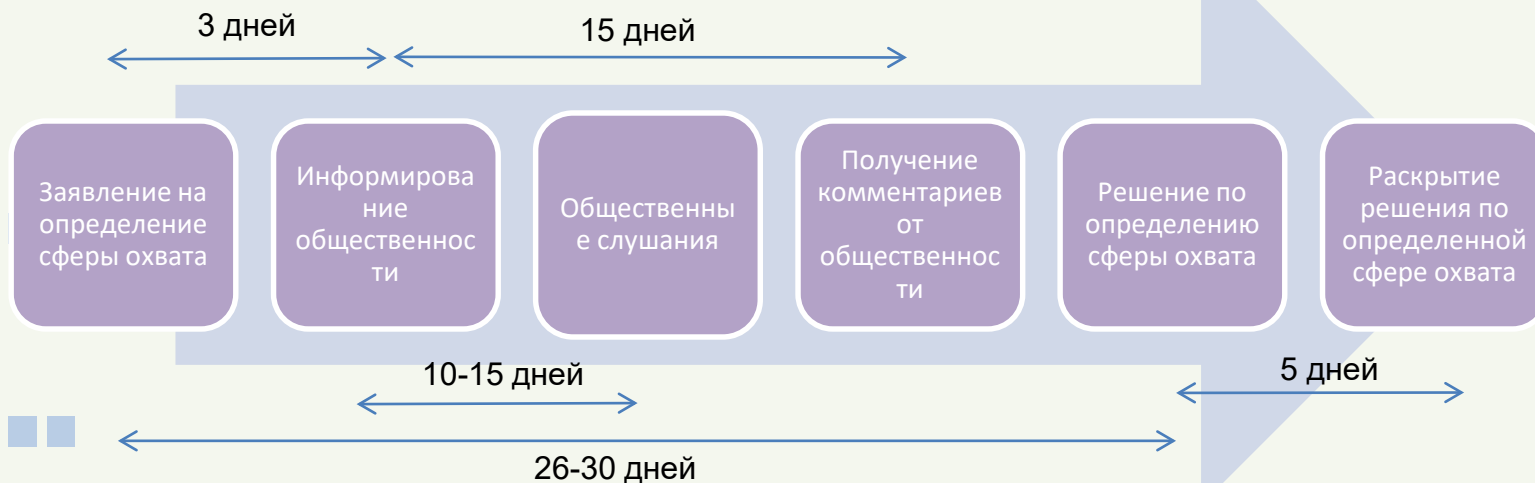 3 дней
15 дней
Заявление на
определение
сферы охвата
Информирова
ние
общественнос
ти
Общественны
е слушания
Получение
комментариев
от
общественнос
ти
Решение по
определению
сферы охвата
Раскрытие
решения по
определенной
сфере охвата
10-15 дней
5 дней
26-30 дней